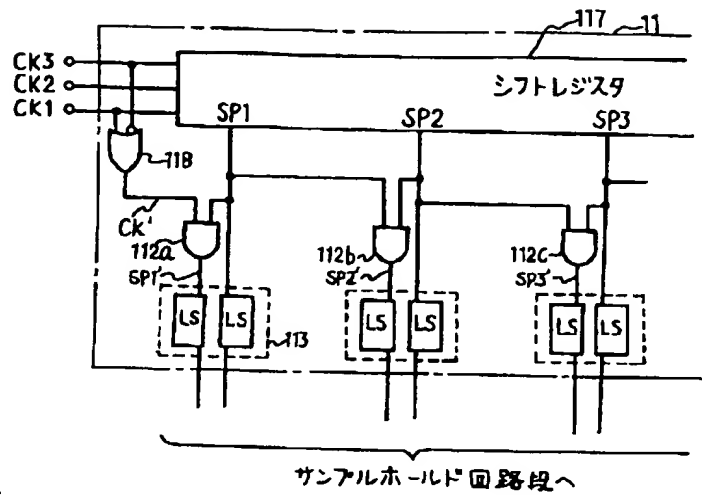 117
11
CK3
CK2
CK1
シフトレジスタ
SP1
SP2
SP3
118
CK'
112a
112b
112c
SP1'
SP2'
SP3'
LS
LS
LS
LS
LS
LS
113
サンプルホールド回路段へ